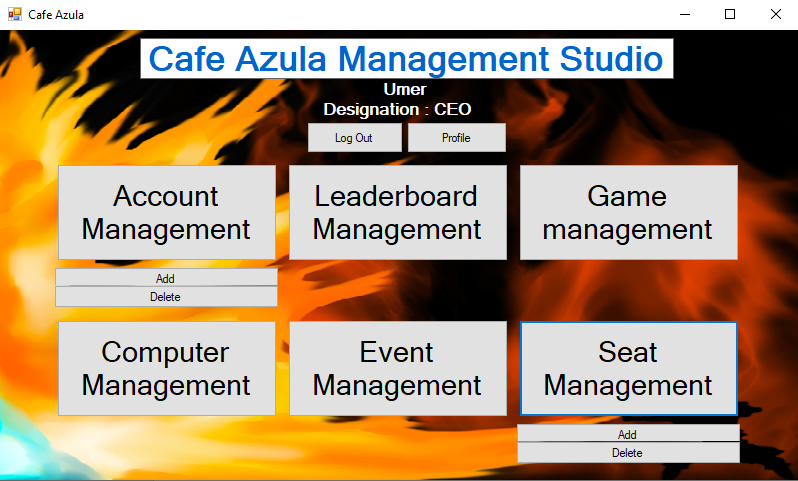 Cafe Azula
Cafe Azula Management Studio
Umer
Designation : CEO
Log Out
Profile
Account
Management
Leaderboard
Management
Game
management
Add
Delete
Computer
Management
Event
Management
Seat
Management
Add
Delete